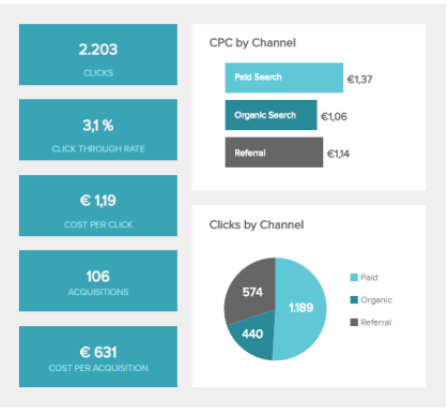 2.203
CLICKS
3,1 %
CLICK THROUGH RATE
€ 1,19
COST PER CLICK
106
ACQUISITIONS
€ 631
COST PER ACQUISITION
CPC by Channel
Paid Search
€1,37
Organic Search
€1,06
Referral
€1,14
Clicks by Channel
574
1.189
440
Paid
Organic
Referral